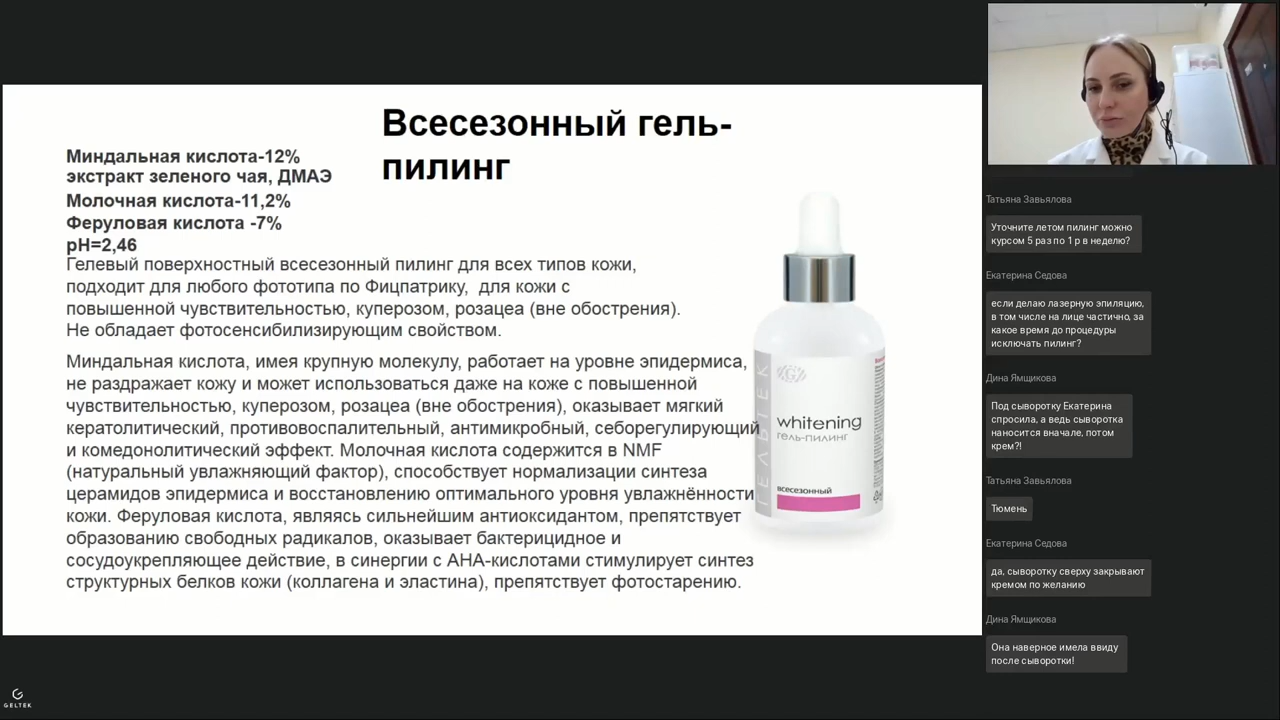 Всесезонный гель-
пилинг
Миндальная кислота-12%
экстракт зеленого чая, ДМАЭ
Молочная кислота-11,2%
Феруловая кислота -7%
pH=2,46
Гелевый поверхностный всесезонный пилинг для всех типов кожи,
подходит для любого фототипа по Фицпатрику, для кожи с
повышенной чувствительностью, куперозом, розацеа (вне обострения).
Не обладает фотосенсибилизирующим свойством.
Миндальная кислота, имея крупную молекулу, работает на уровне эпидермиса,
не раздражает кожу и может использоваться даже на коже с повышенной
чувствительностью, куперозом, розацеа (вне обострения), оказывает мягкий
кератолитический, противовоспалительный, антимикробный, себорегулирующий
и комедонолитический эффект. Молочная кислота содержится в NMF
(натуральный увлажняющий фактор), способствует нормализации синтеза
церамидов эпидермиса и восстановлению оптимального уровня увлажнённости
кожи. Феруловая кислота, являясь сильнейшим антиоксидантом, препятствует
образованию свободных радикалов, оказывает бактерицидное и
сосудоукрепляющее действие, в синергии с АНА-кислотами стимулирует синтез
структурных белков кожи (коллагена и эластина), препятствует фотостарению.
ГЕЛЬТЕК
whitening
гель-пилинг
всесезонный
GELTEK
Татьяна Завьялова
Уточните летом пилинг можно
курсом 5 раз по 1 р в неделю?
Екатерина Седова
если делаю лазерную эпиляцию,
в том числе на лице частично, за
какое время до процедуры
исключать пилинг?
Дина Ямщикова
Под сыворотку Екатерина
спросила, а ведь сыворотка
наносится вначале, потом
крем?!
Татьяна Завьялова
Тюмень
Екатерина Седова
да, сыворотку сверху закрывают
кремом по желанию
Дина Ямщикова
Она наверное имела ввиду
после сыворотки!